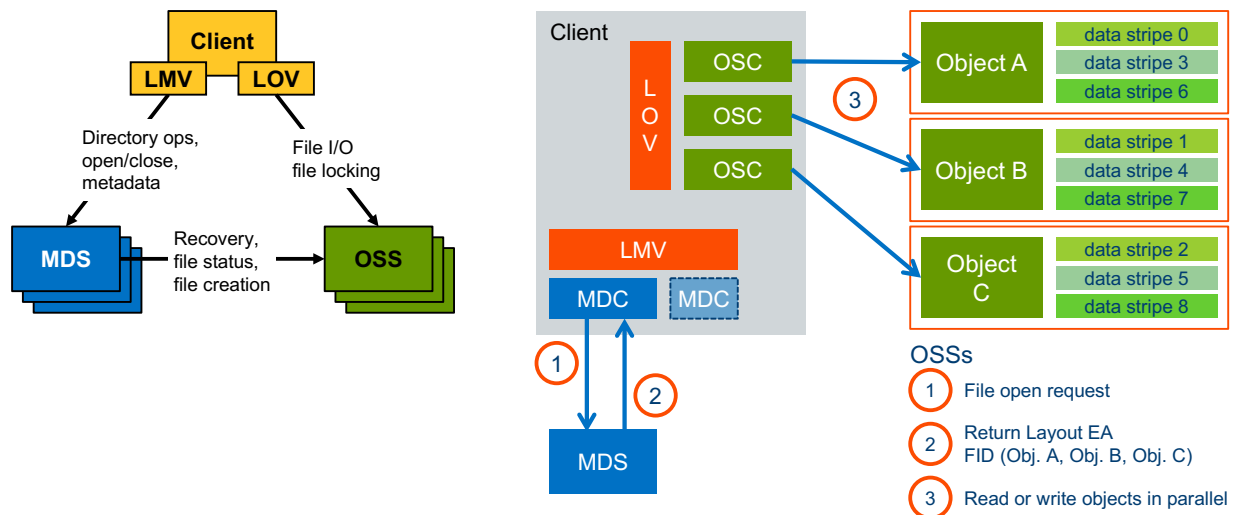 Client
LMV
LOV
Directory ops,
open/close,
metadata
File I/O
file locking
MDS
Recovery,
file status,
file creation
OSS
Client
L
O
V
OSC
OSC
OSC
LMV
MDC
MDC
1
2
MDS
3
Object A
data stripe 0
data stripe 3
data stripe 6
Object B
data stripe 1
data stripe 4
data stripe 7
Object
C
data stripe 2
data stripe 5
data stripe 8
OSSs
1 File open request
2 Return Layout EA
FID (Obj. A, Obj. B, Obj. C)
3 Read or write objects in parallel